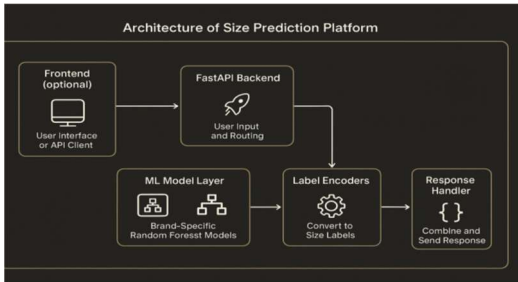 Architecture of Size Prediction Platform
Frontend
(optional)
User Interface
or API Client
FastAPI Backend
User Input
and Routing
ML Model Layer
Brand-Specific
Random Foresst Models
Label Encoders
Convert to
Size Labels
Response
Handler
{ }
Combine and
Send Response